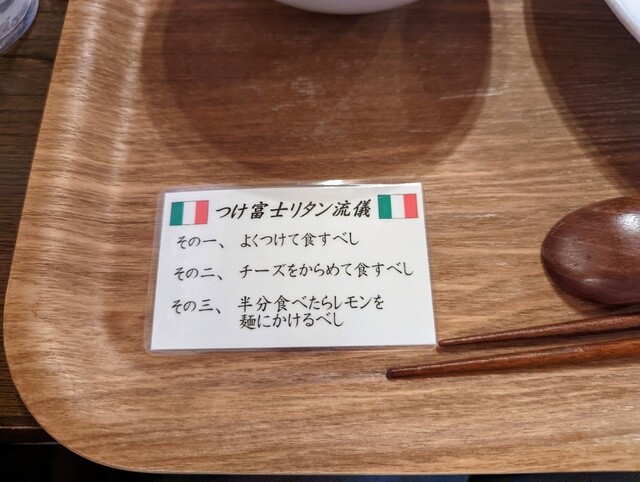 つけ富士リタン流儀
その一、よくつけて食すべし
その二、チーズをからめて食すべし
その三、半分食べたらレモンを
麺にかけるべし